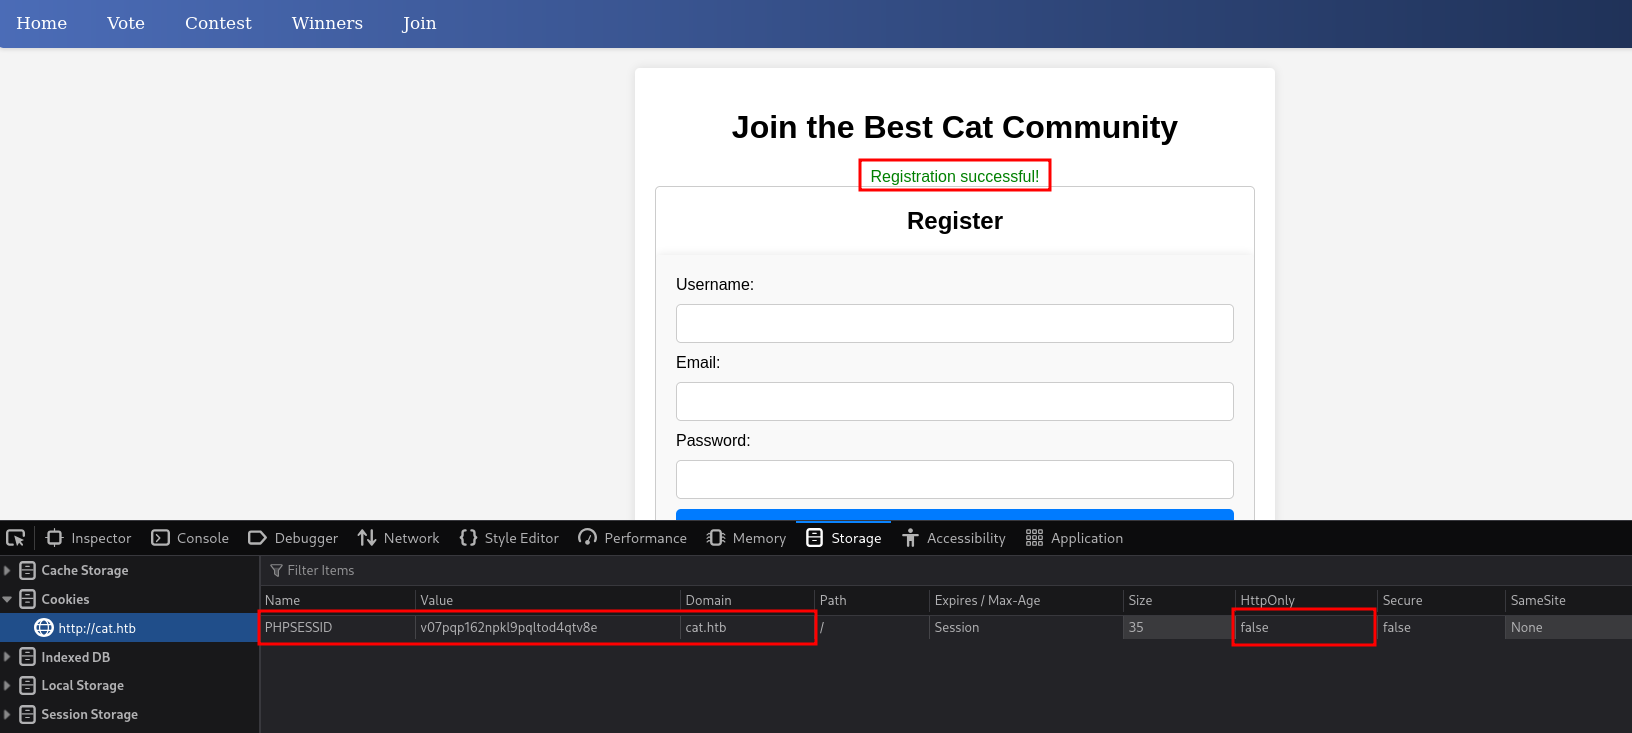 Home Vote Contest Winners Join
Join the Best Cat Community
Registration successful!
Register
Username:
Email:
Password:
Inspector Console Debugger Network Style Editor Performance Memory Storage Accessibility Application
Cache Storage
Cookies
http://cat.htb
Indexed DB
Local Storage
Session Storage
Filter Items
Name Value Domain Path Expires / Max-Age Size HttpOnly Secure SameSite
PHPSESSID v07pqp162npkl9pqltod4qtv8e cat.htb / Session 35 false false None